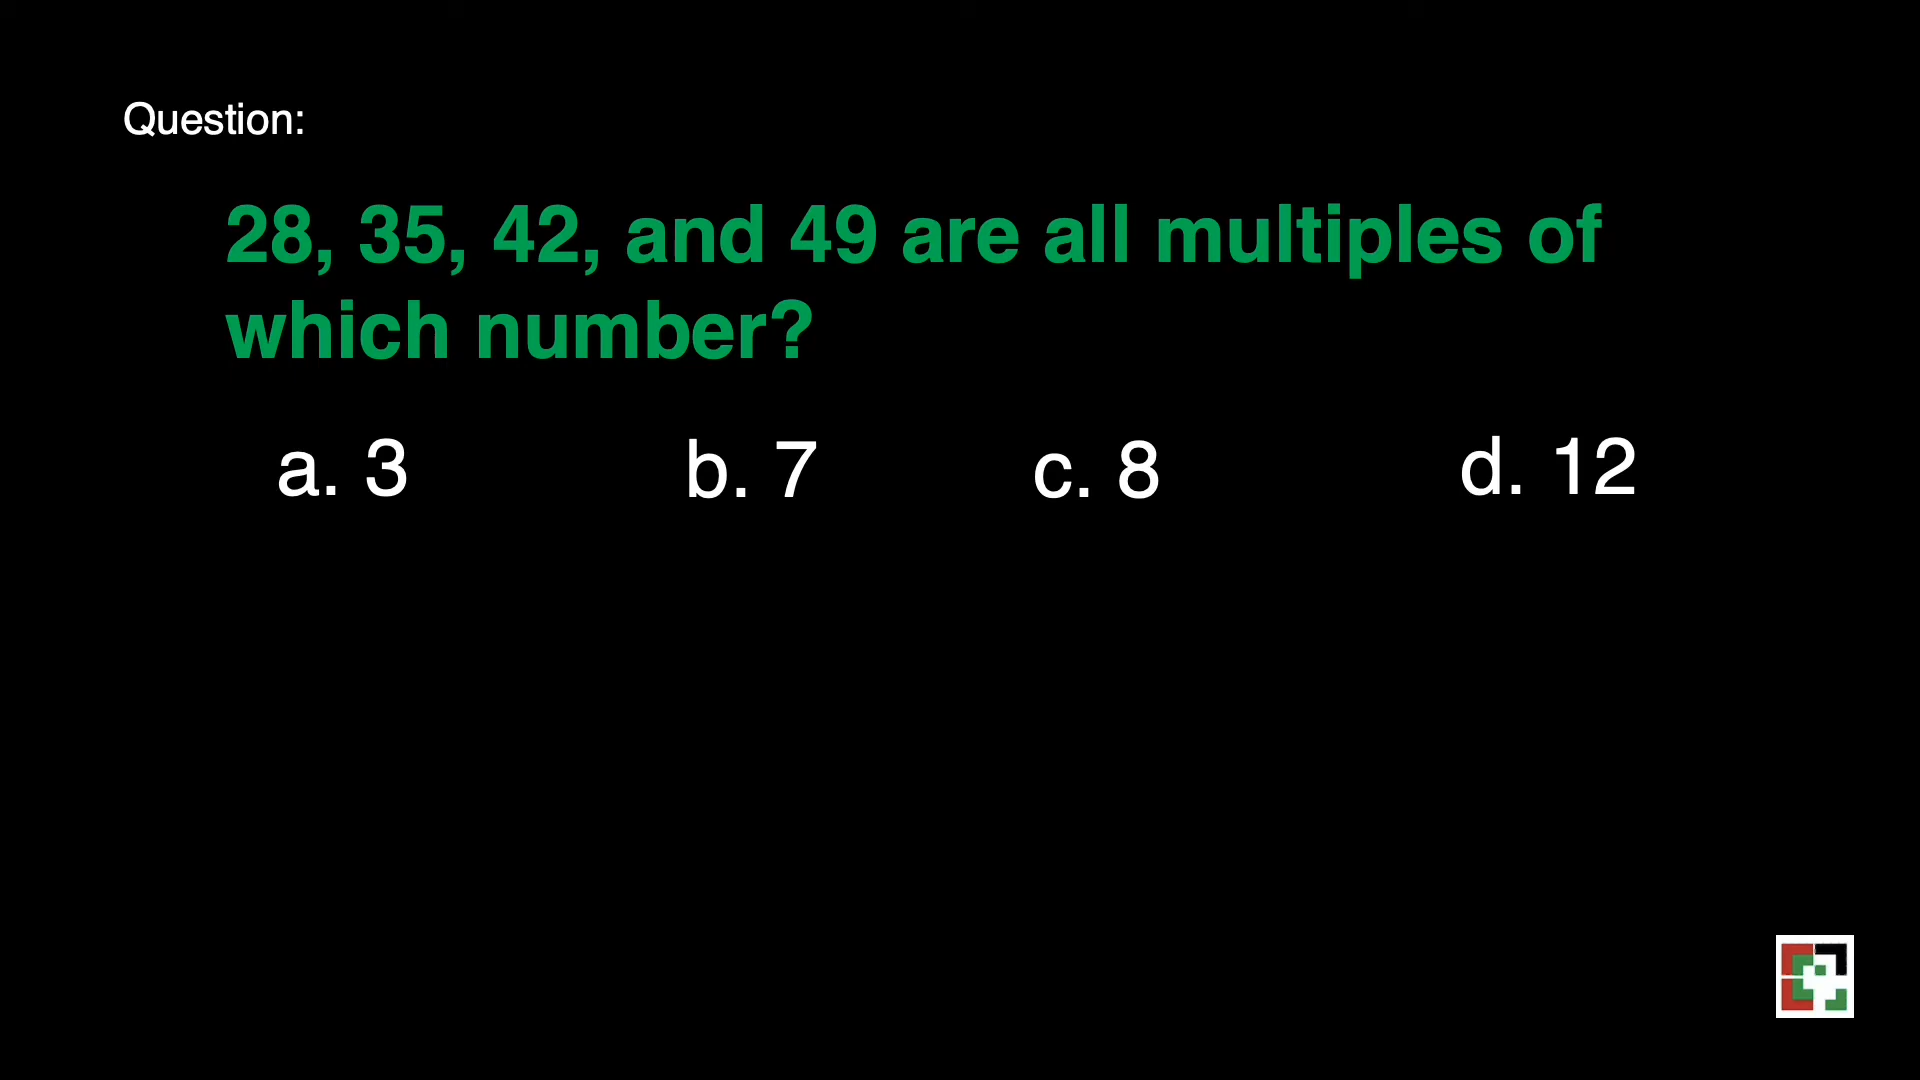 Question:
28, 35, 42, and 49 are all multiples of
which number?
a. 3 b. 7 c. 8 d. 12